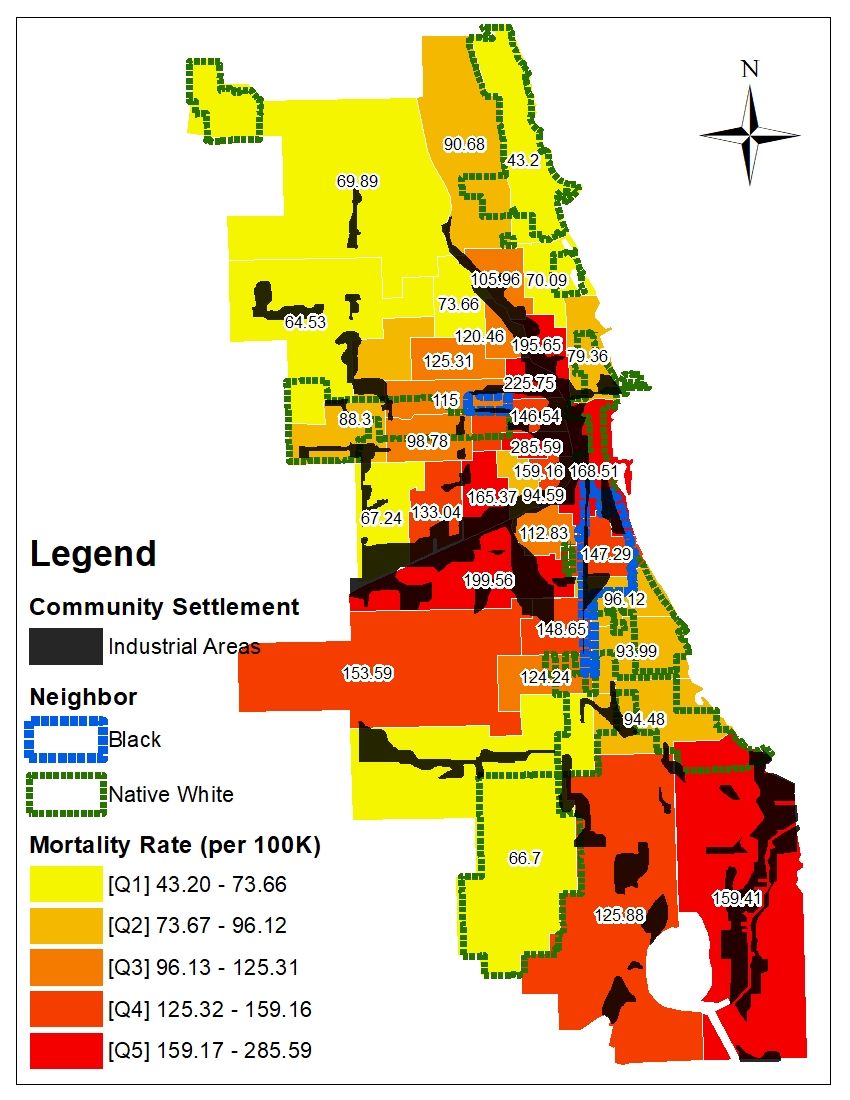 N
90.68
43.2
69.89
105.96
70.09
73.66
64.53
120.46
195.65
79.36
125.31
225.75
115
88.3
146.54
98.78
285.59
159.16
168.51
165.37
94.59
67.24
133.04
112.83
147.29
199.56
96.12
148.65
93.99
153.59
124.24
94.48
66.7
159.41
125.88
Legend
Community Settlement
Industrial Areas
Neighbor
Black
Native White
Mortality Rate (per 100K)
[Q1] 43.20 - 73.66
[Q2] 73.67 - 96.12
[Q3] 96.13 - 125.31
[Q4] 125.32 - 159.16
[Q5] 159.17 - 285.59